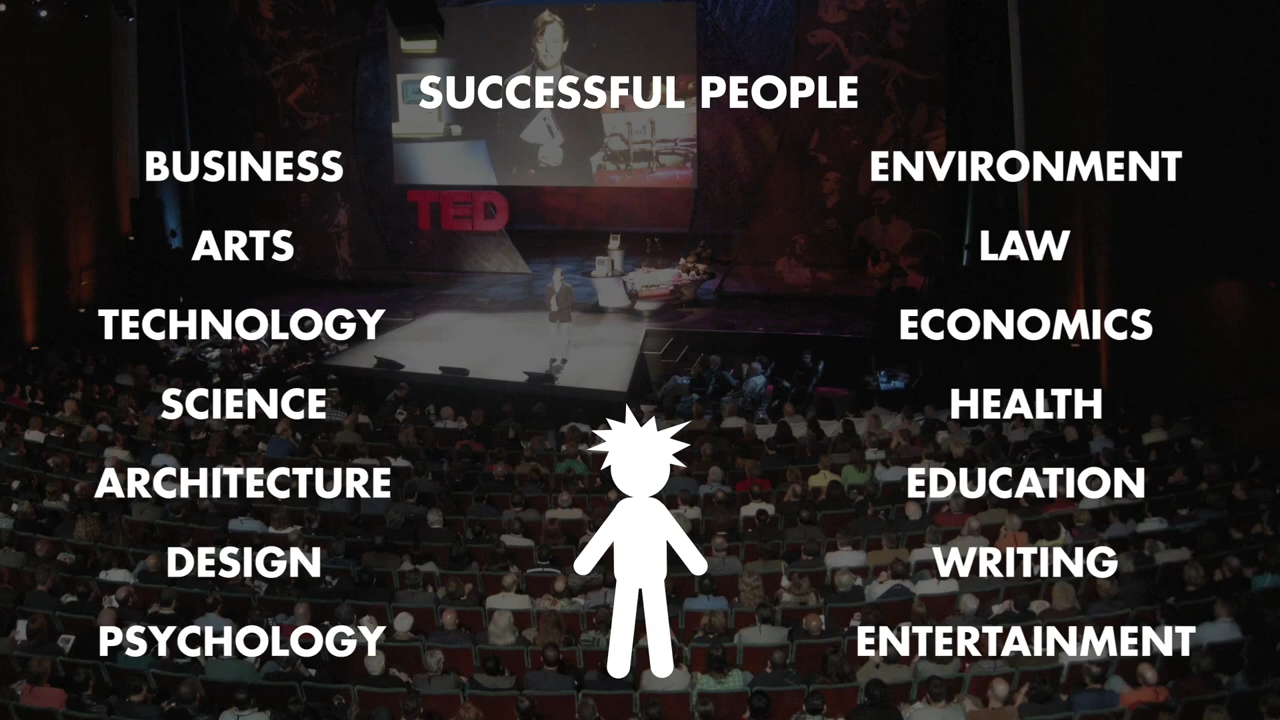 SUCCESSFUL PEOPLE
BUSINESS
ARTS
TECHNOLOGY
SCIENCE
ARCHITECTURE
DESIGN
PSYCHOLOGY
ENVIRONMENT
LAW
ECONOMICS
HEALTH
EDUCATION
WRITING
ENTERTAINMENT
TED